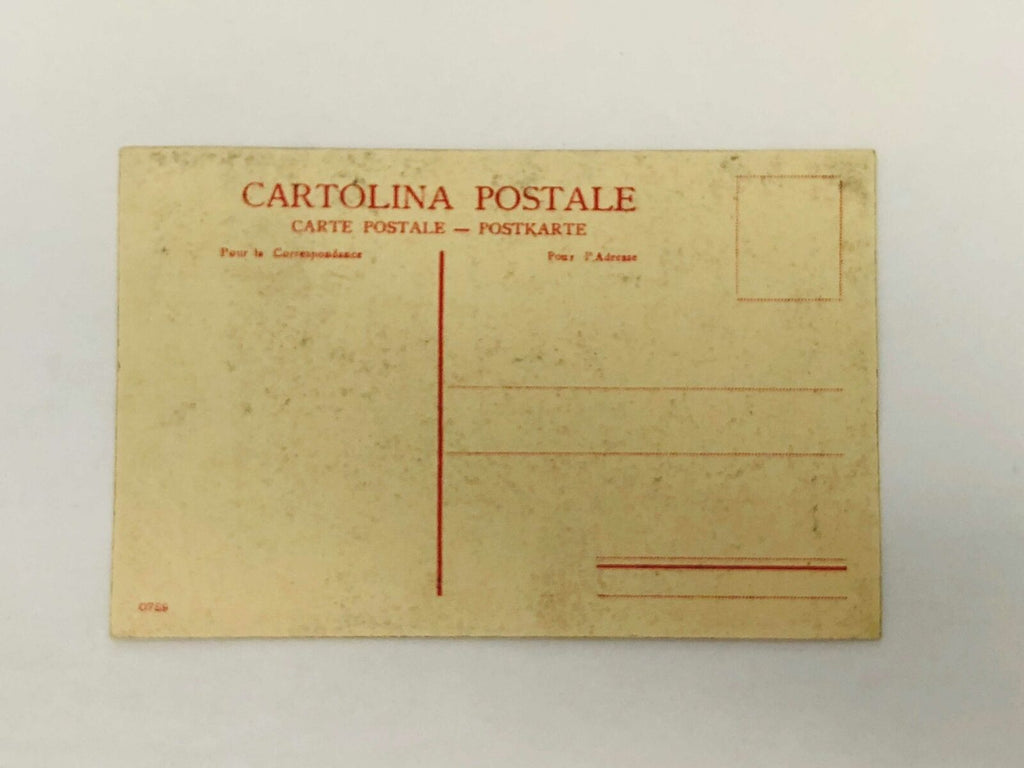 CARTOLINA POSTALE
CARTE POSTALE — POSTKARTE
Pour la Correspondance
Pour l'Adresse